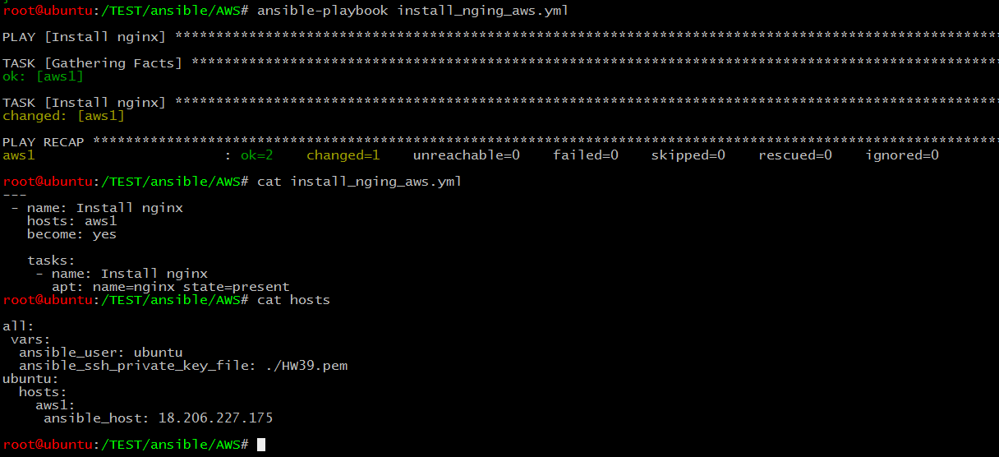 root@ubuntu:/TEST/ansible/AWS# ansible-playbook install_nging_aws.yml
PLAY [Install nginx] ****************************************************************************************************
TASK [Gathering Facts] **************************************************************************************************
ok: [aws1]
TASK [Install nginx] ****************************************************************************************************
changed: [aws1]
PLAY RECAP **************************************************************************************************************
aws1                       : ok=2    changed=1    unreachable=0    failed=0    skipped=0    rescued=0    ignored=0
root@ubuntu:/TEST/ansible/AWS# cat install_nging_aws.yml
---
 - name: Install nginx
   hosts: aws1
   become: yes
   tasks:
    - name: Install nginx
      apt: name=nginx state=present
root@ubuntu:/TEST/ansible/AWS# cat hosts
all:
 vars:
  ansible_user: ubuntu
  ansible_ssh_private_key_file: ./HW39.pem
ubuntu:
  hosts:
    aws1:
     ansible_host: 18.206.227.175
root@ubuntu:/TEST/ansible/AWS#